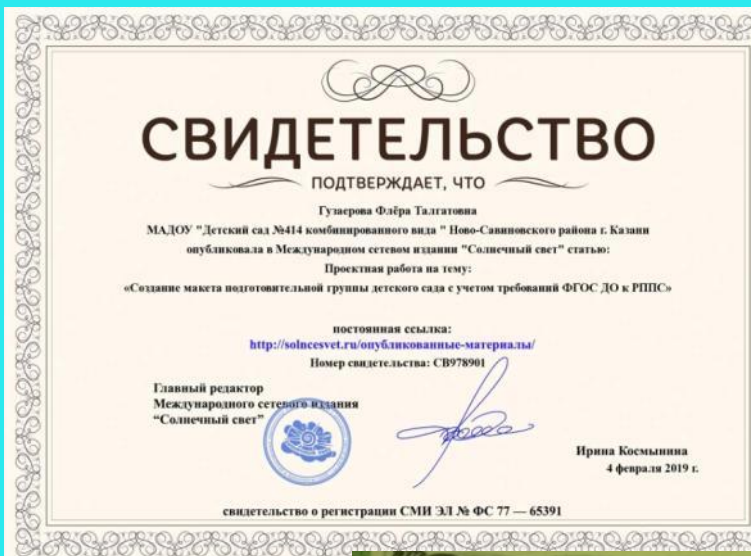 СВИДЕТЕЛЬСТВО
ПОДТВЕРЖДАЕТ, ЧТО
Гузаерова Флёра Талгатовна
МАДОУ "Детский сад №414 комбинированного вида " Ново-Савиновского района г. Казани
опубликовала в Международном сетевом издании "Солнечный свет" статью:
Проектная работа на тему:
«Создание макета подготовительной группы детского сада с учетом требований ФГОС ДО к РППС»
постоянная ссылка:
http://solncesvet.ru/опубликованные-материалы/
Номер свидетельства: СВ978901
Главный редактор
Международного сетевого издания
“Солнечный свет”
Ирина Космынина
4 февраля 2019 г.
свидетельство о регистрации СМИ ЭЛ № ФС 77 — 65391